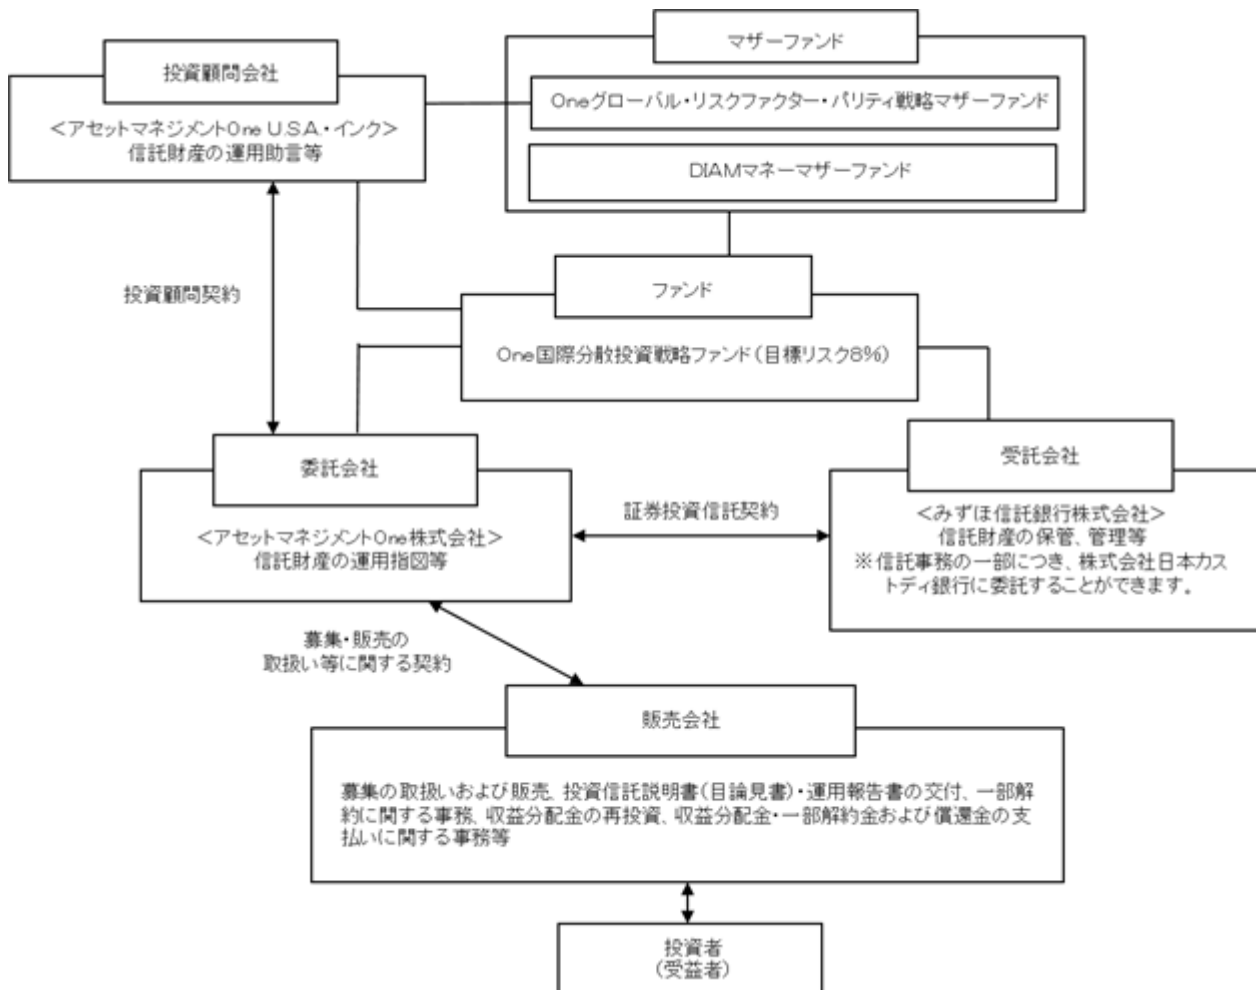 マザーファンド
投資顧問会社
Oneグローバル・リスクファクター・パリティ戦略マザーファンド
<アセットマネジメントOne U.S.A.・インク>
信託財産の運用助言等
DIAMマネーマザーファンド
ファンド
投資顧問契約
One国際分散投資戦略ファンド(目標リスク8%)
委託会社
受託会社
<アセットマネジメントOne株式会社>
信託財産の運用指図等
証券投資信託契約
<みずほ信託銀行株式会社>
信託財産の保管、管理等
※信託事務の一部につき、株式会社日本カス
トディ銀行に委託することができます。
募集・販売の
取扱い等に関する契約
販売会社
募集の取扱いおよび販売、投資信託説明書(目論見書)・運用報告書の交付、一部解
約に関する事務、収益分配金の再投資、収益分配金・一部解約金および償還金の支
払いに関する事務等
投資者
(受益者)